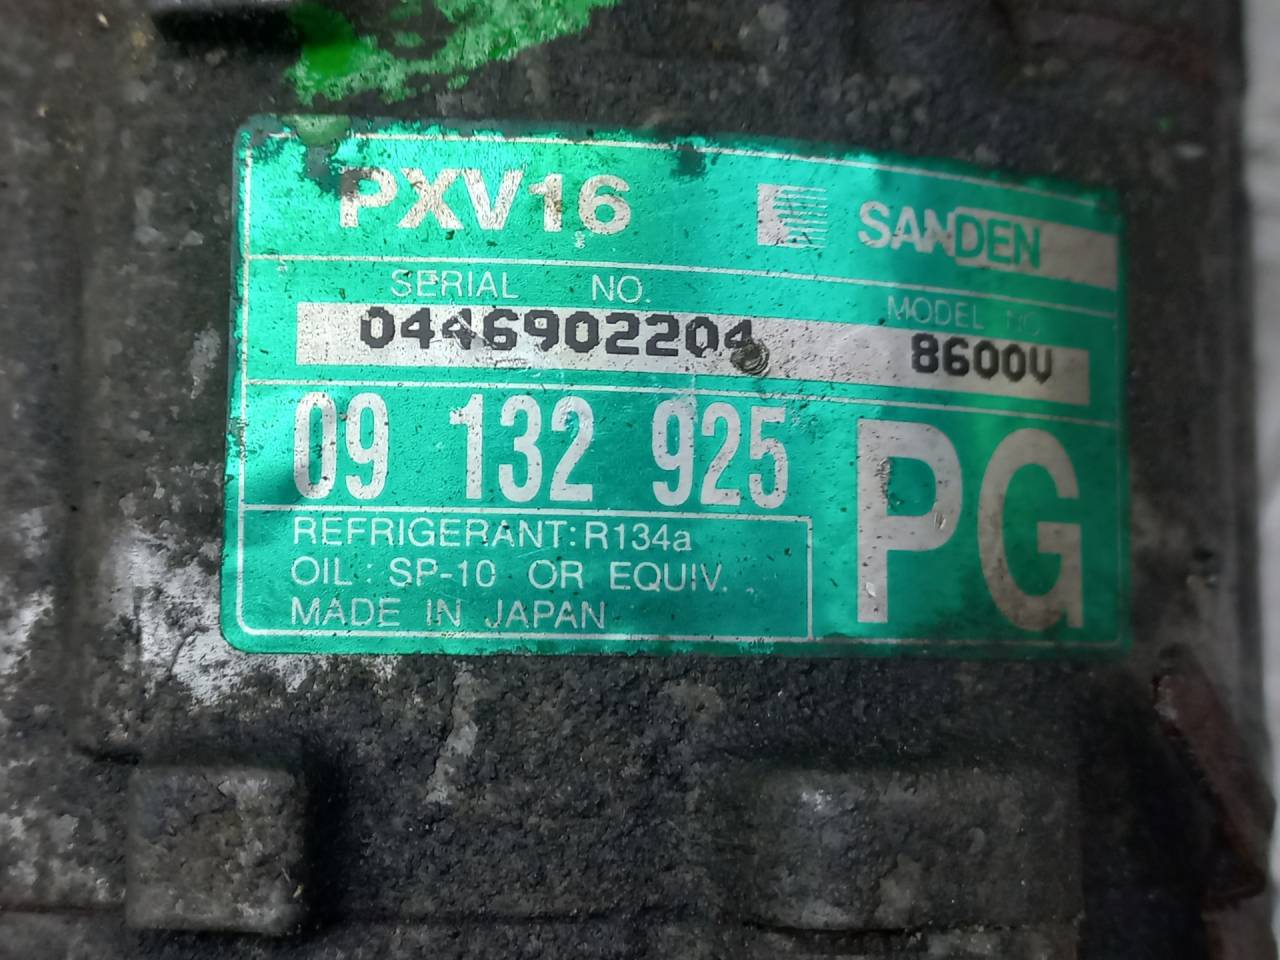 PXV16 SANDEN
SERIAL NO. MODEL NO
0446902204 8600V
09 132 925 PG
REFRIGERANT: R134a
OIL : SP-10 OR EQUIV.
MADE IN JAPAN